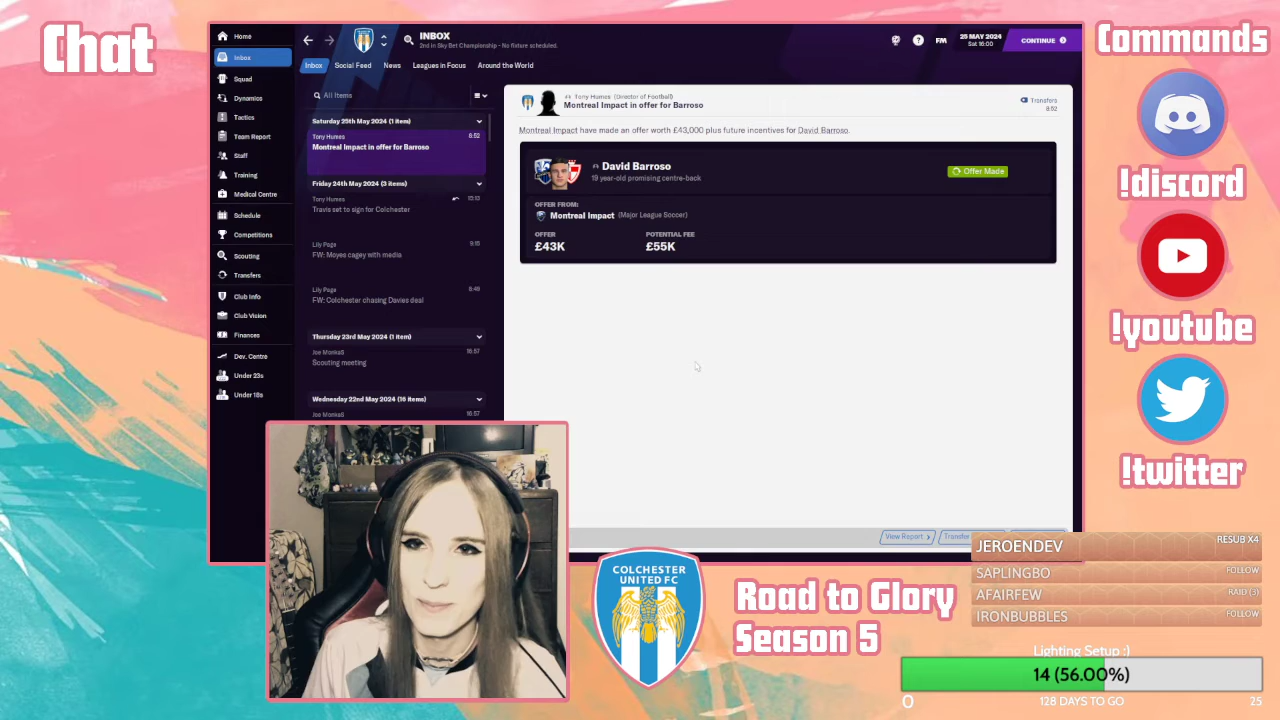 Chat
Commands
!discord
!youtube
!twitter
Home
Inbox
Squad
Dynamics
Tactics
Team Report
Staff
Training
Medical Centre
Schedule
Competitions
Scouting
Transfers
Club Info
Club Vision
Finances
Dev. Centre
Under 23s
Under 18s
INBOX
2nd in Sky Bet Championship - No fixture scheduled.
FM
25 MAY 2024
Sat 16:00
CONTINUE
Inbox Social Feed News Leagues in Focus Around the World
All Items
Saturday 25th May 2024 (1 item)
Tony Humes 8:52
Montreal Impact in offer for Barroso
Friday 24th May 2024 (3 items)
Tony Humes
Travis set to sign for Colchester
Lily Page
FW: Moyes cagey with media
Lily Page 8:49
FW: Colchester chasing Davies deal
Thursday 23rd May 2024 (1 item)
Joe Monks 16:57
Scouting meeting
Wednesday 22nd May 2024 (16 items)
16:57
Tony Humes (Director of Football)
Montreal Impact in offer for Barroso
Transfers
8:52
Montreal Impact have made an offer worth £43,000 plus future incentives for David Barroso.
David Barroso
19 year-old promising centre-back
Offer Made
OFFER FROM:
Montreal Impact (Major League Soccer)
OFFER POTENTIAL FEE
£43K £55K
View Report Transfer
COLCHESTER
UNITED FC
Road to Glory
Season 5
JEROENDEV RESUB X4
SAPLINGBO FOLLOW
AFAIRFEW RAID (3)
IRONBUBBLES FOLLOW
Lighting Setup :)
14 (56.00%)
0 128 DAYS TO GO 25